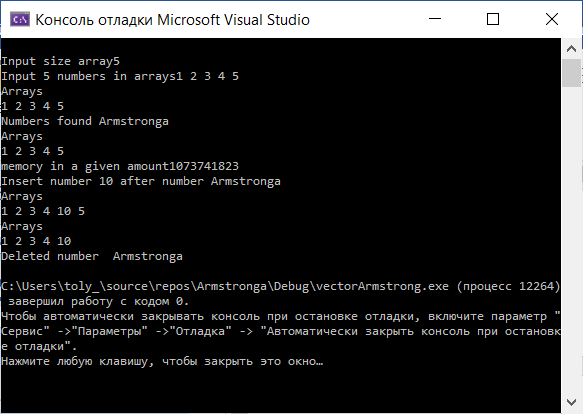 Консоль отладки Microsoft Visual Studio
Input size array5
Input 5 numbers in arrays1 2 3 4 5
Arrays
1 2 3 4 5
Numbers found Armstronga
Arrays
1 2 3 4 5
memory in a given amount1073741823
Insert number 10 after number Armstronga
Arrays
1 2 3 4 10 5
Arrays
1 2 3 4 10
Deleted number  Armstronga
C:\Users\toly_\source\repos\Armstronga\Debug\vectorArmstrong.exe (процесс 12264)
 завершил работу с кодом 0.
Чтобы автоматически закрывать консоль при остановке отладки, включите параметр "
Сервис" ->"Параметры" ->"Отладка" -> "Автоматически закрыть консоль при остановк
е отладки".
Нажмите любую клавишу, чтобы закрыть это окно…